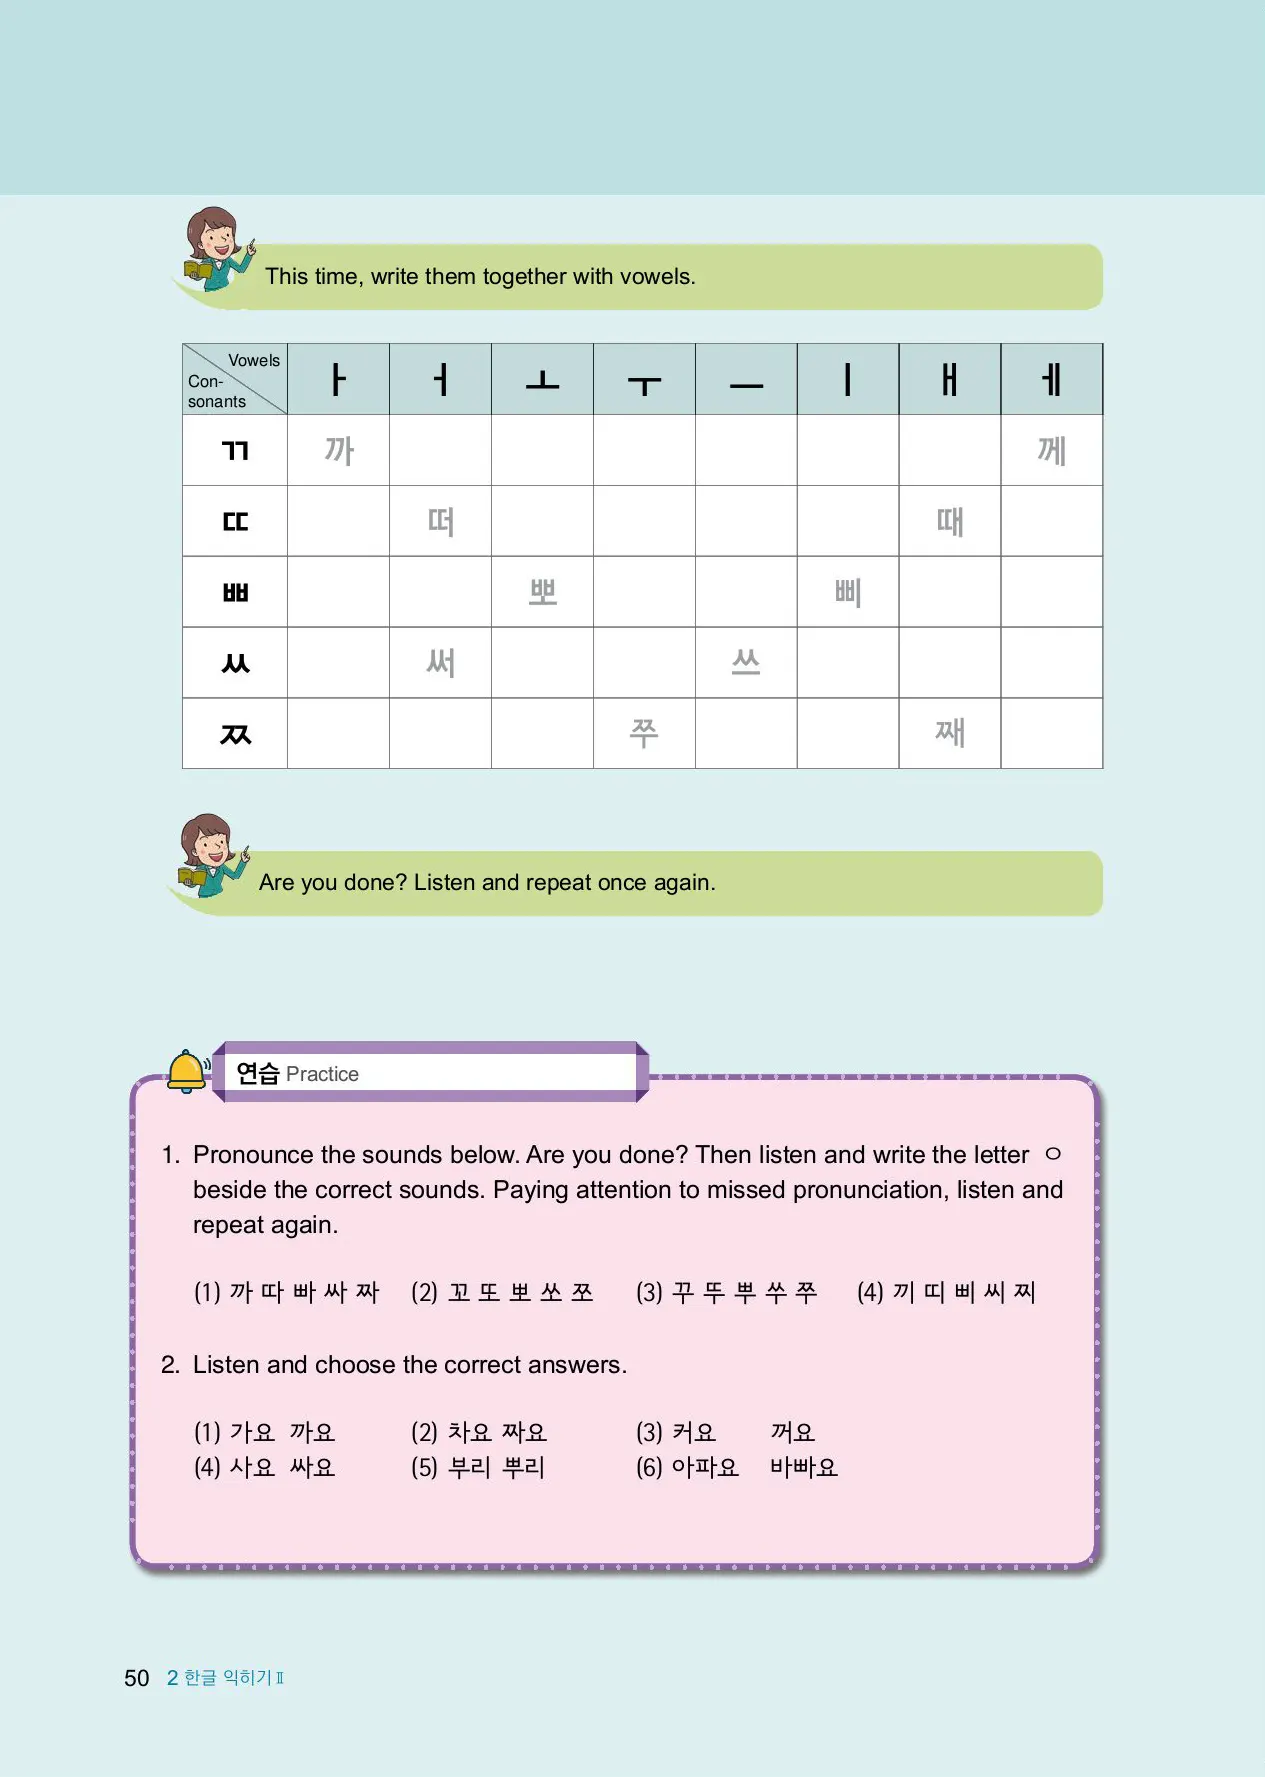 This time, write them together with vowels.
Vowels
Con-
sonants
ㅏ ㅓ ㅗ ㅜ ㅡ ㅣ ㅐ ㅔ
ㄲ 까 께
ㄸ 떠 때
ㅃ 뽀 삐
ㅆ 써 쓰
ㅉ 쭈 째
Are you done? Listen and repeat once again.
연습 Practice
1. Pronounce the sounds below. Are you done? Then listen and write the letter ㅇ
beside the correct sounds. Paying attention to missed pronunciation, listen and
repeat again.
(1) 까 따 빠 싸 짜 (2) 꼬 또 뽀 쏘 쪼 (3) 꾸 뚜 뿌 쑤 쭈 (4) 끼 띠 삐 씨 찌
2. Listen and choose the correct answers.
(1) 가요 까요 (2) 차요 짜요 (3) 커요 꺼요
(4) 사요 싸요 (5) 부리 뿌리 (6) 아파요 바빠요
50 2 한글 익히기 Ⅱ